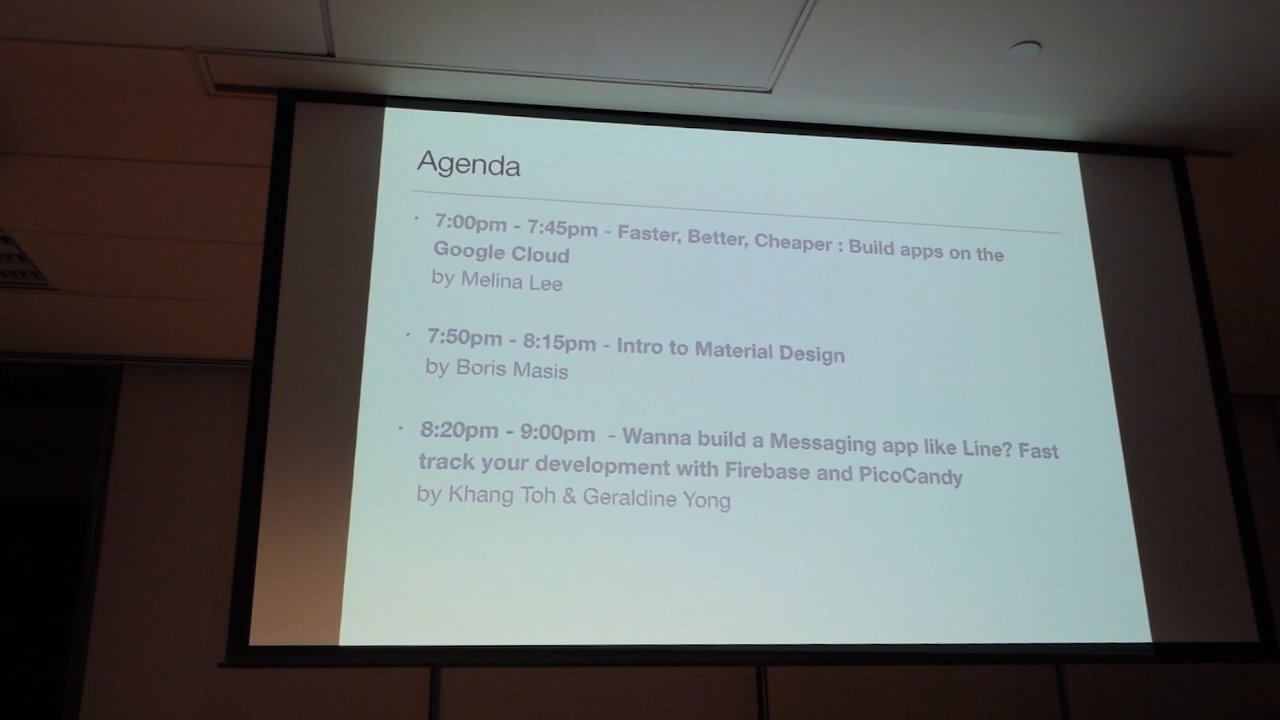 Agenda
· 7:00pm - 7:45pm - Faster, Better, Cheaper : Build apps on the
Google Cloud
by Melina Lee
· 7:50pm - 8:15pm - Intro to Material Design
by Boris Masis
· 8:20pm - 9:00pm - Wanna build a Messaging app like Line? Fast
track your development with Firebase and PicoCandy
by Khang Toh & Geraldine Yong